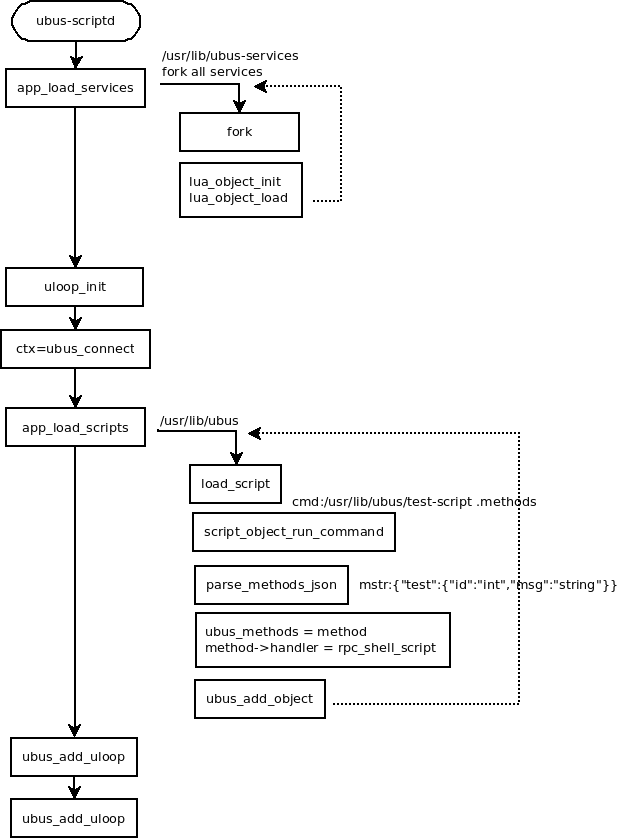 ubus-scriptd
/usr/lib/ubus-services
fork all services
app_load_services
fork
lua_object_init
lua_object_load
uloop_init
ctx=ubus_connect
/usr/lib/ubus
app_load_scripts
load_script
cmd:/usr/lib/ubus/test-script .methods
script_object_run_command
parse_methods_json
mstr:{"test":{"id":"int","msg":"string"}}
ubus_methods = method
method->handler = rpc_shell_script
ubus_add_object
ubus_add_uloop
ubus_add_uloop